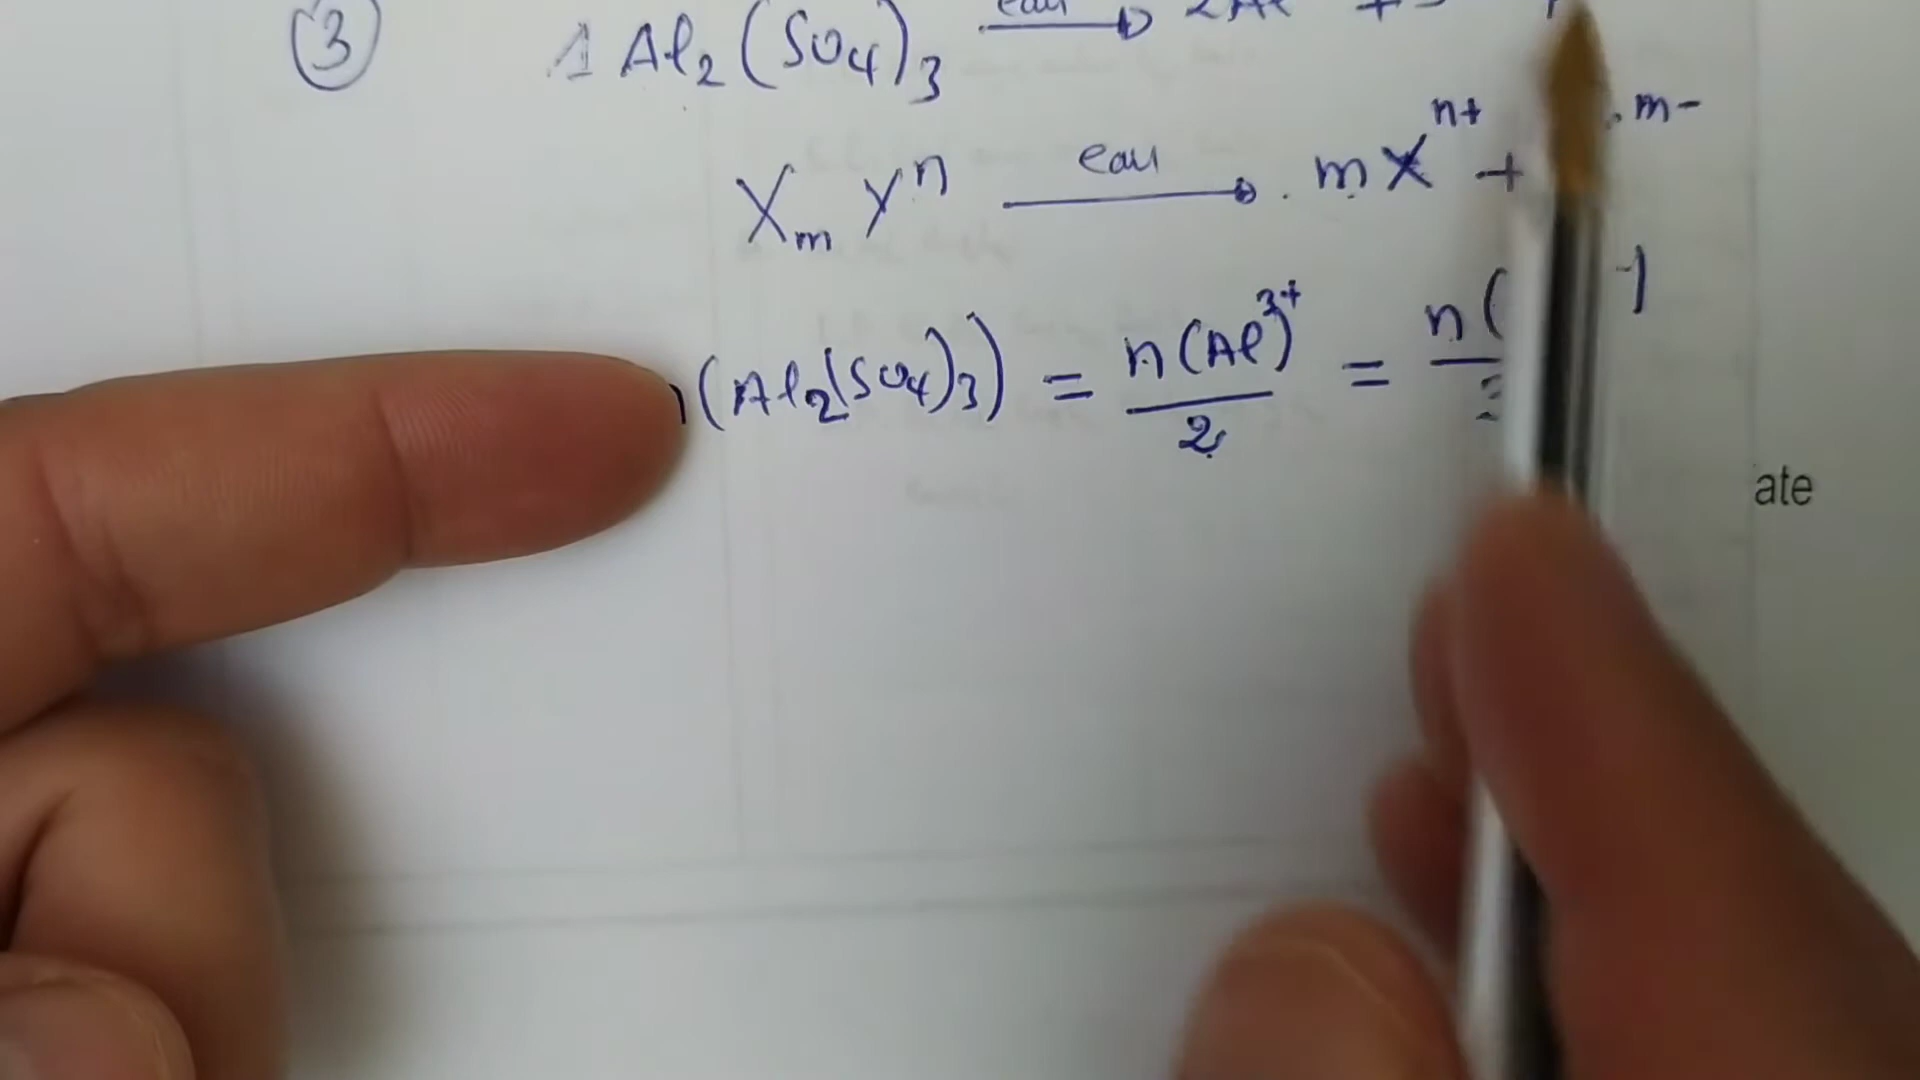 ③ 1 Al₂(SO₄)₃ eau → 2Al +3
XₘYⁿ eau → mXⁿ⁺ + m-
n(Al₂(SO₄)₃) = n(Al³⁺)/2 = n(
ate